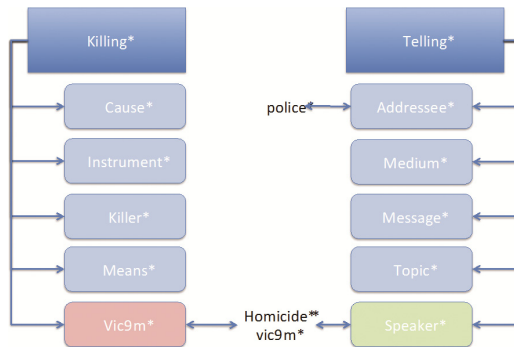 Killing* Telling*
Cause* police* Addressee*
Instrument* Medium*
Killer* Message*
Means* Topic*
Vic9m* Homicide** Speaker*
vic9m*